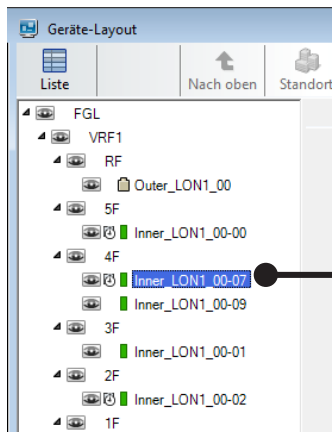 Geräte-Layout
Liste
Nach oben
Standort
FGL
VRF1
RF
Outer_LON1_00
5F
Inner_LON1_00-00
4F
Inner_LON1_00-07
Inner_LON1_00-09
3F
Inner_LON1_00-01
2F
Inner_LON1_00-02
1F